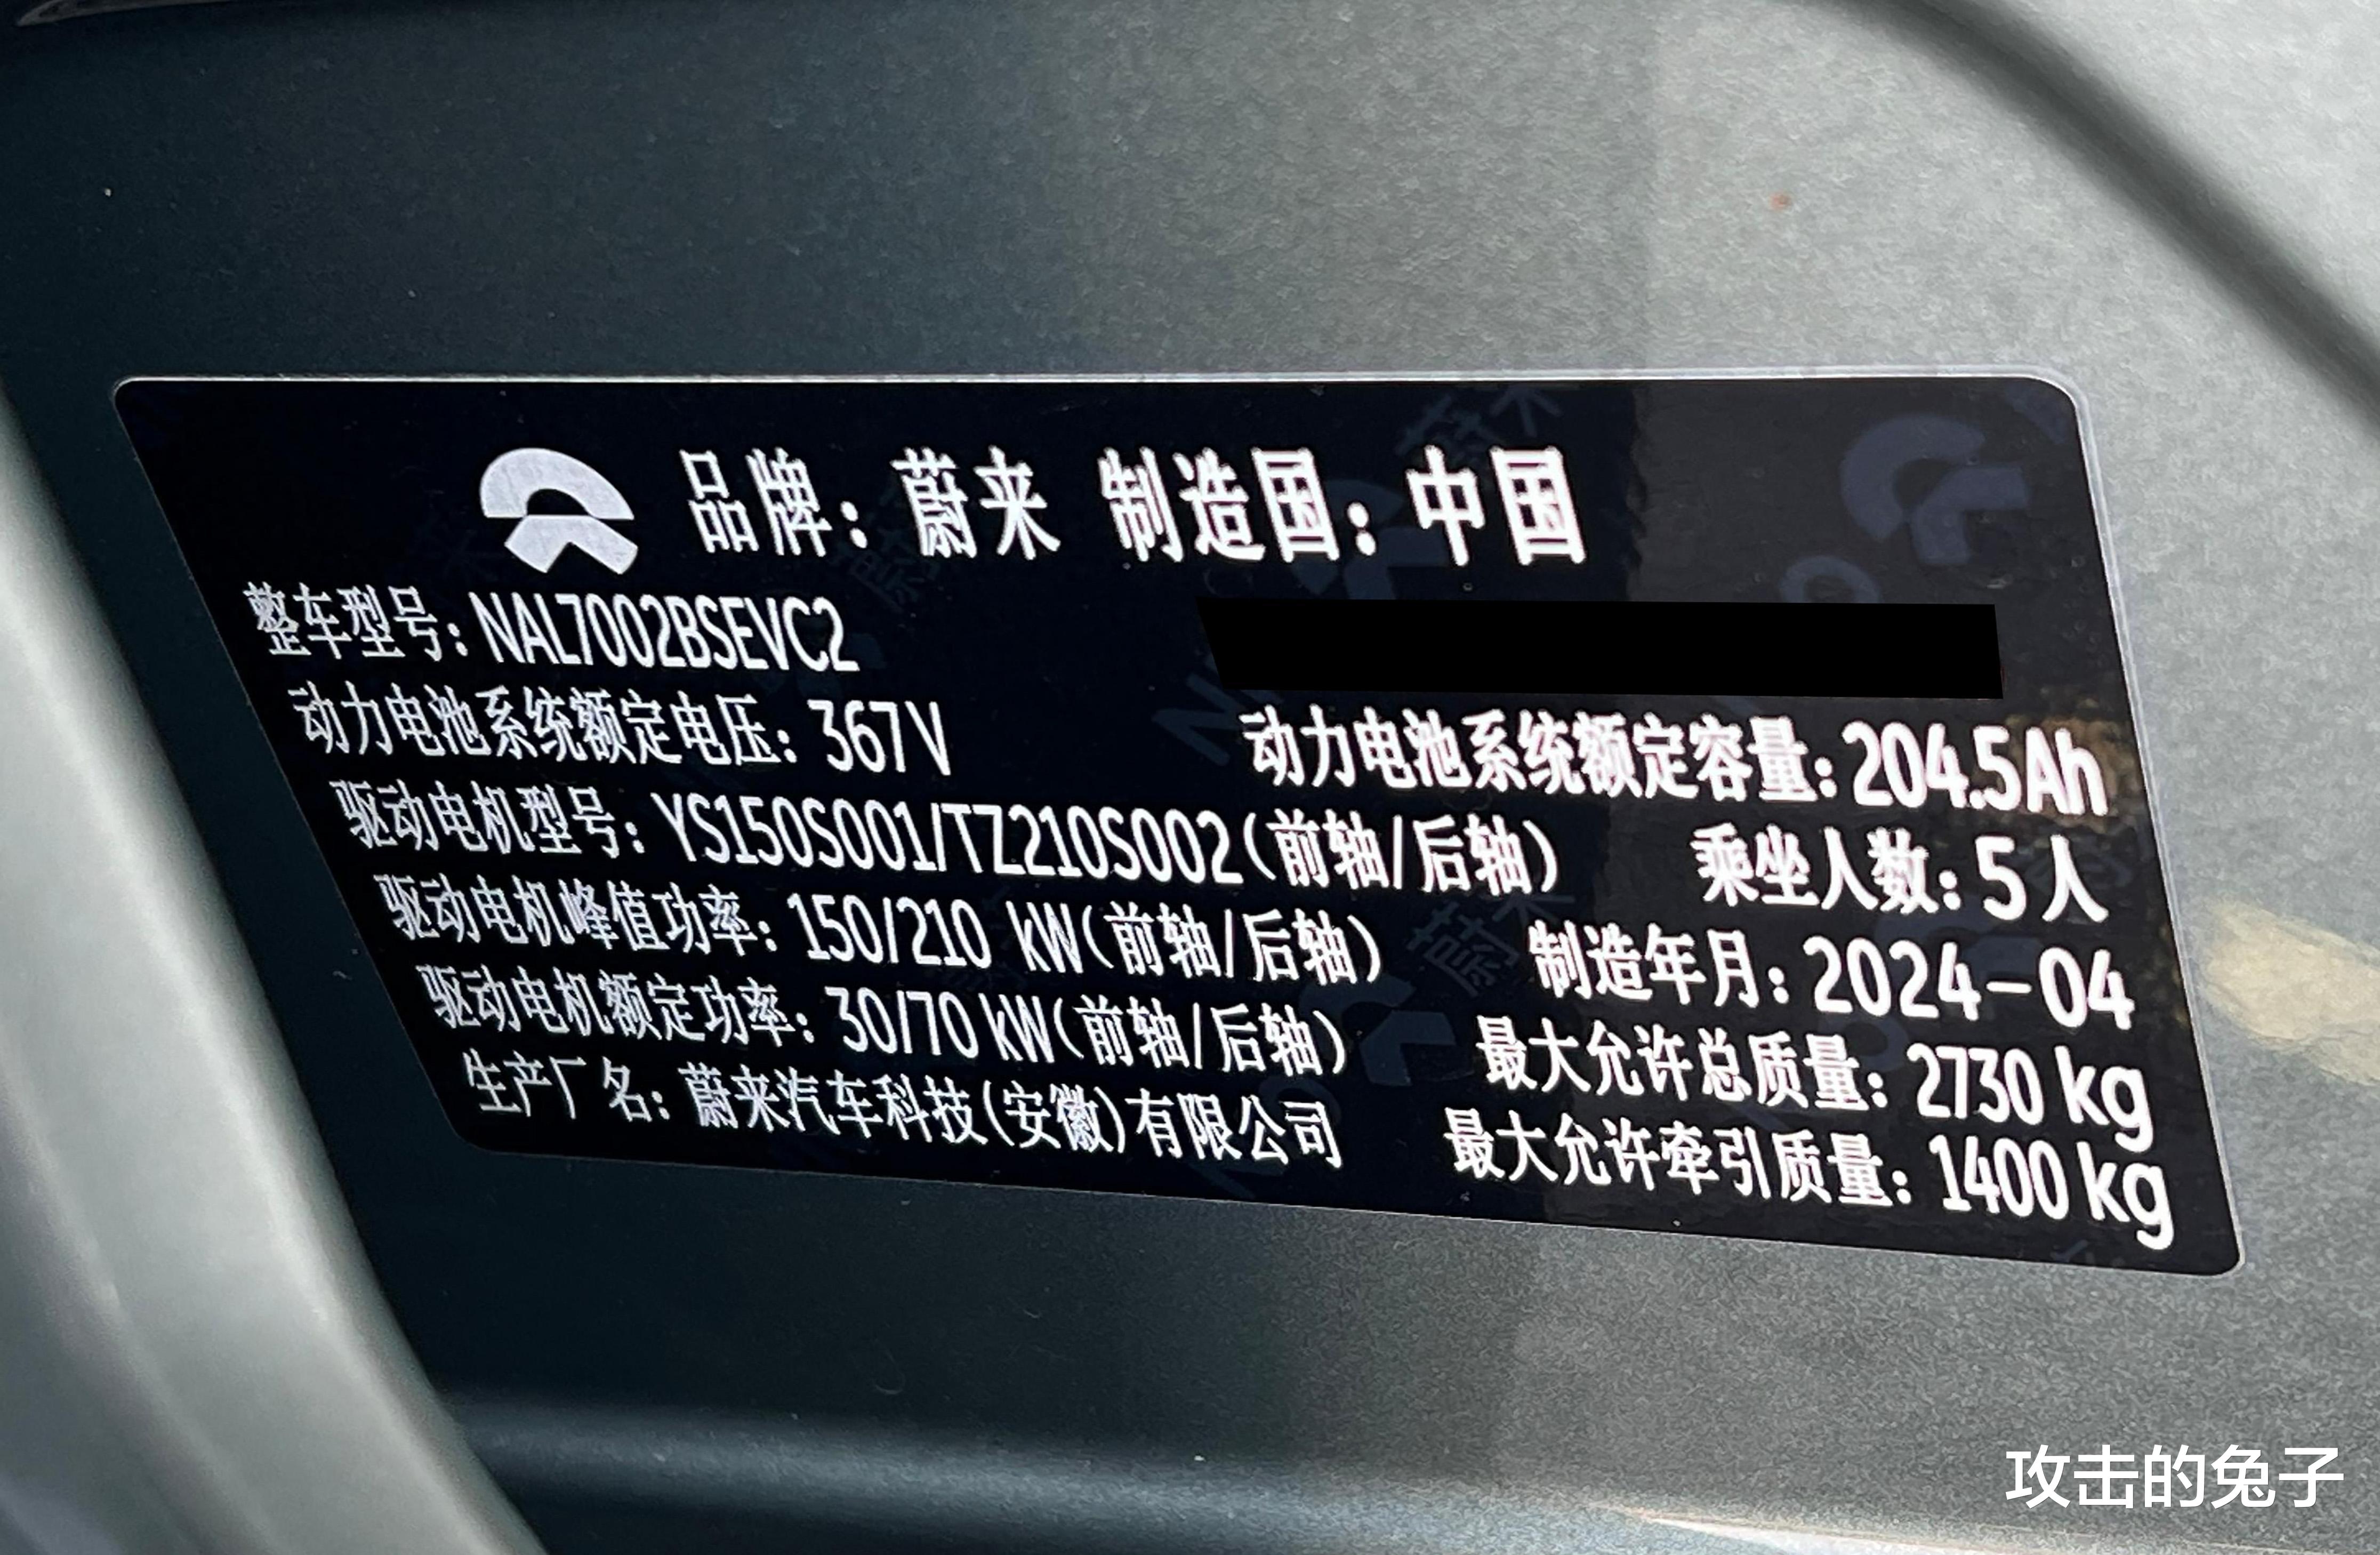 品牌：蔚来 制造国：中国
整车型号：NAL7002BSEVC2
动力电池系统额定电压：367V 动力电池系统额定容量：204.5Ah
驱动电机型号：YS150S001/TZ210S002(前轴/后轴) 乘坐人数：5人
驱动电机峰值功率：150/210 kW(前轴/后轴) 制造年月：2024-04
驱动电机额定功率：30/70 kW(前轴/后轴) 最大允许总质量：2730 kg
生产厂名：蔚来汽车科技(安徽)有限公司 最大允许牵引质量：1400 kg
攻击的兔子